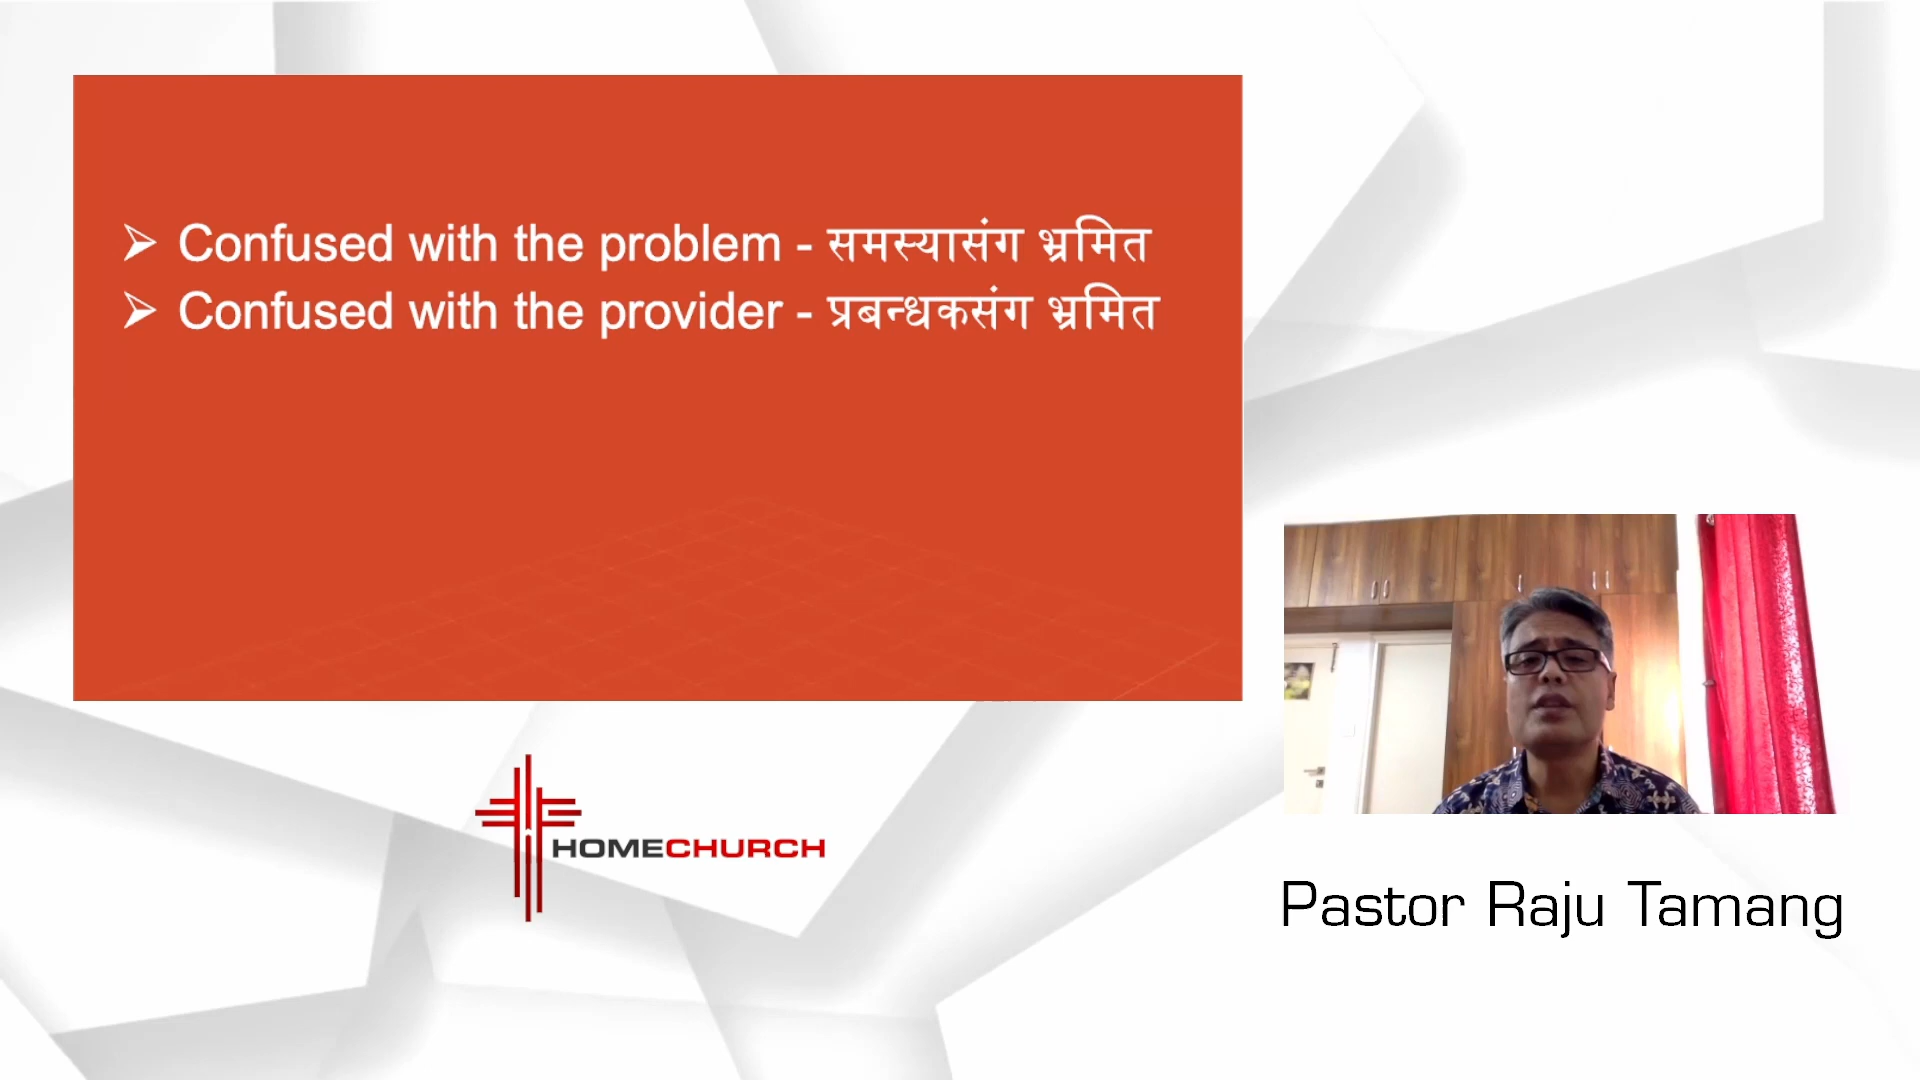 ➢ Confused with the problem - समस्यासंग भ्रमित
➢ Confused with the provider - प्रबन्धकसंग भ्रमित
HOMECHURCH
Pastor Raju Tamang